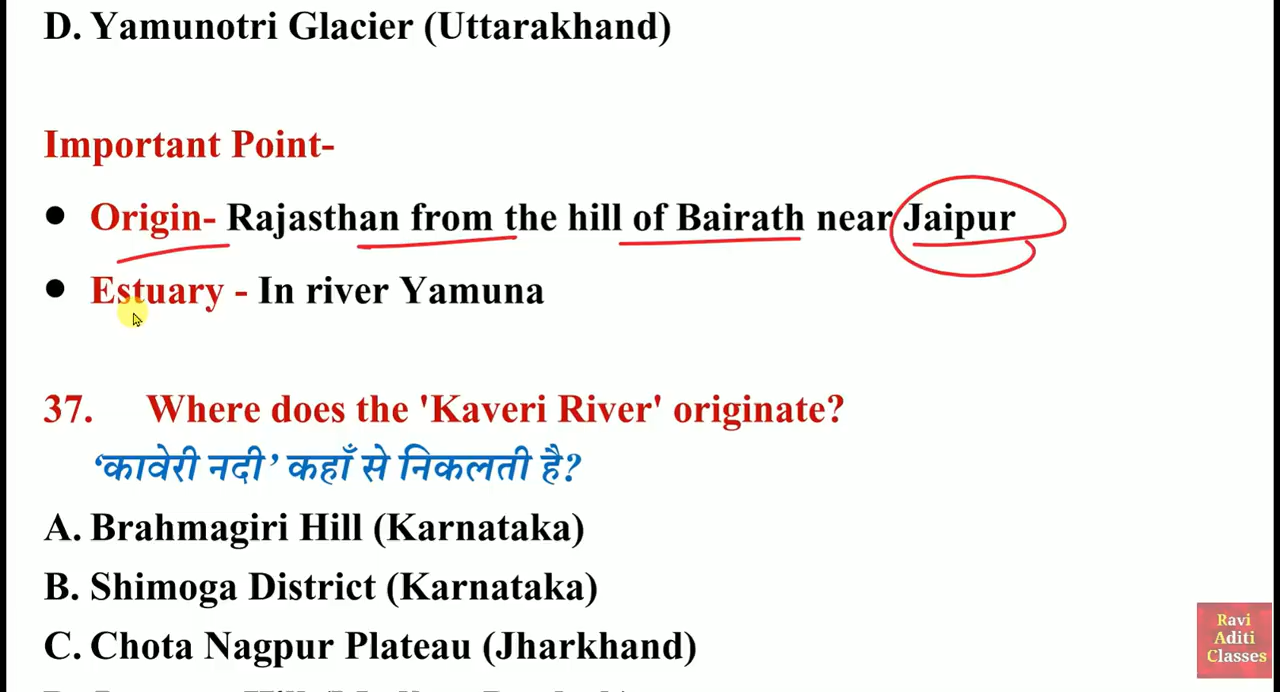 D. Yamunotri Glacier (Uttarakhand)
Important Point-
● Origin- Rajasthan from the hill of Bairath near Jaipur
● Estuary - In river Yamuna
37. Where does the 'Kaveri River' originate?
‘कावेरी नदी’ कहाँ से निकलती है?
A. Brahmagiri Hill (Karnataka)
B. Shimoga District (Karnataka)
C. Chota Nagpur Plateau (Jharkhand)
Ravi
Aditi
Classes